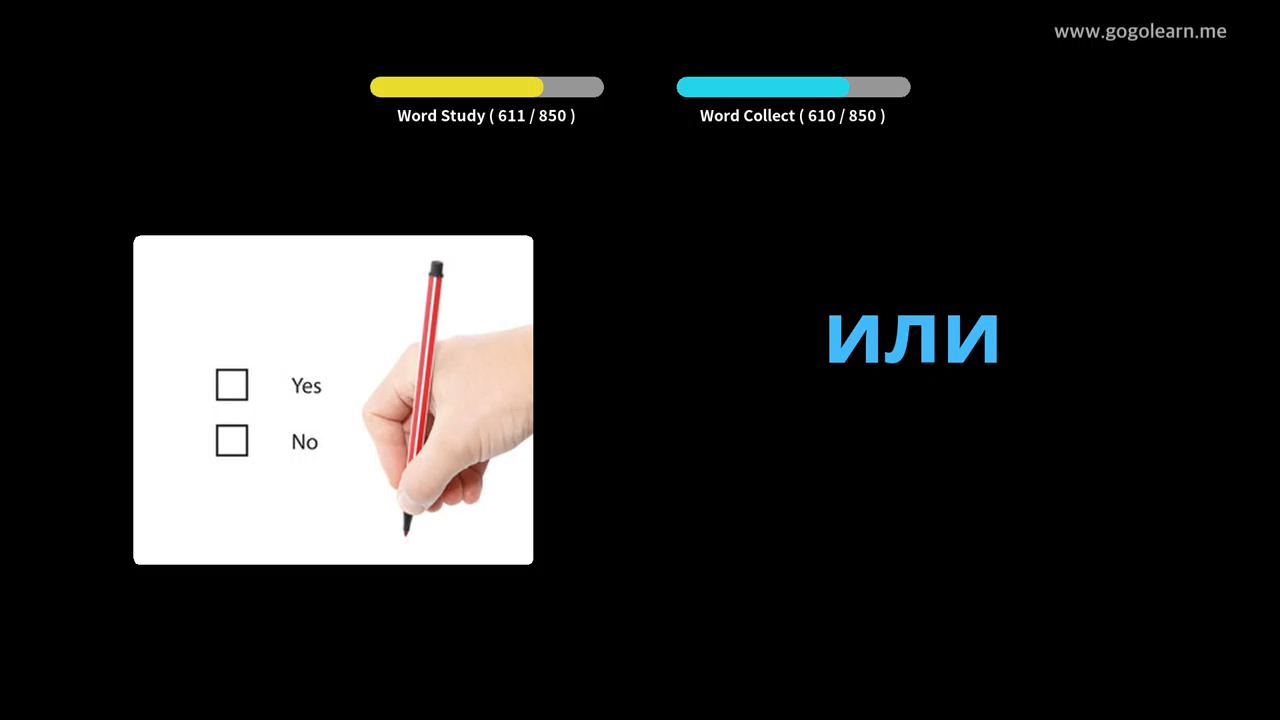 www.gogolearn.me
Word Study ( 611 / 850 )
Word Collect ( 610 / 850 )
или
Yes
No